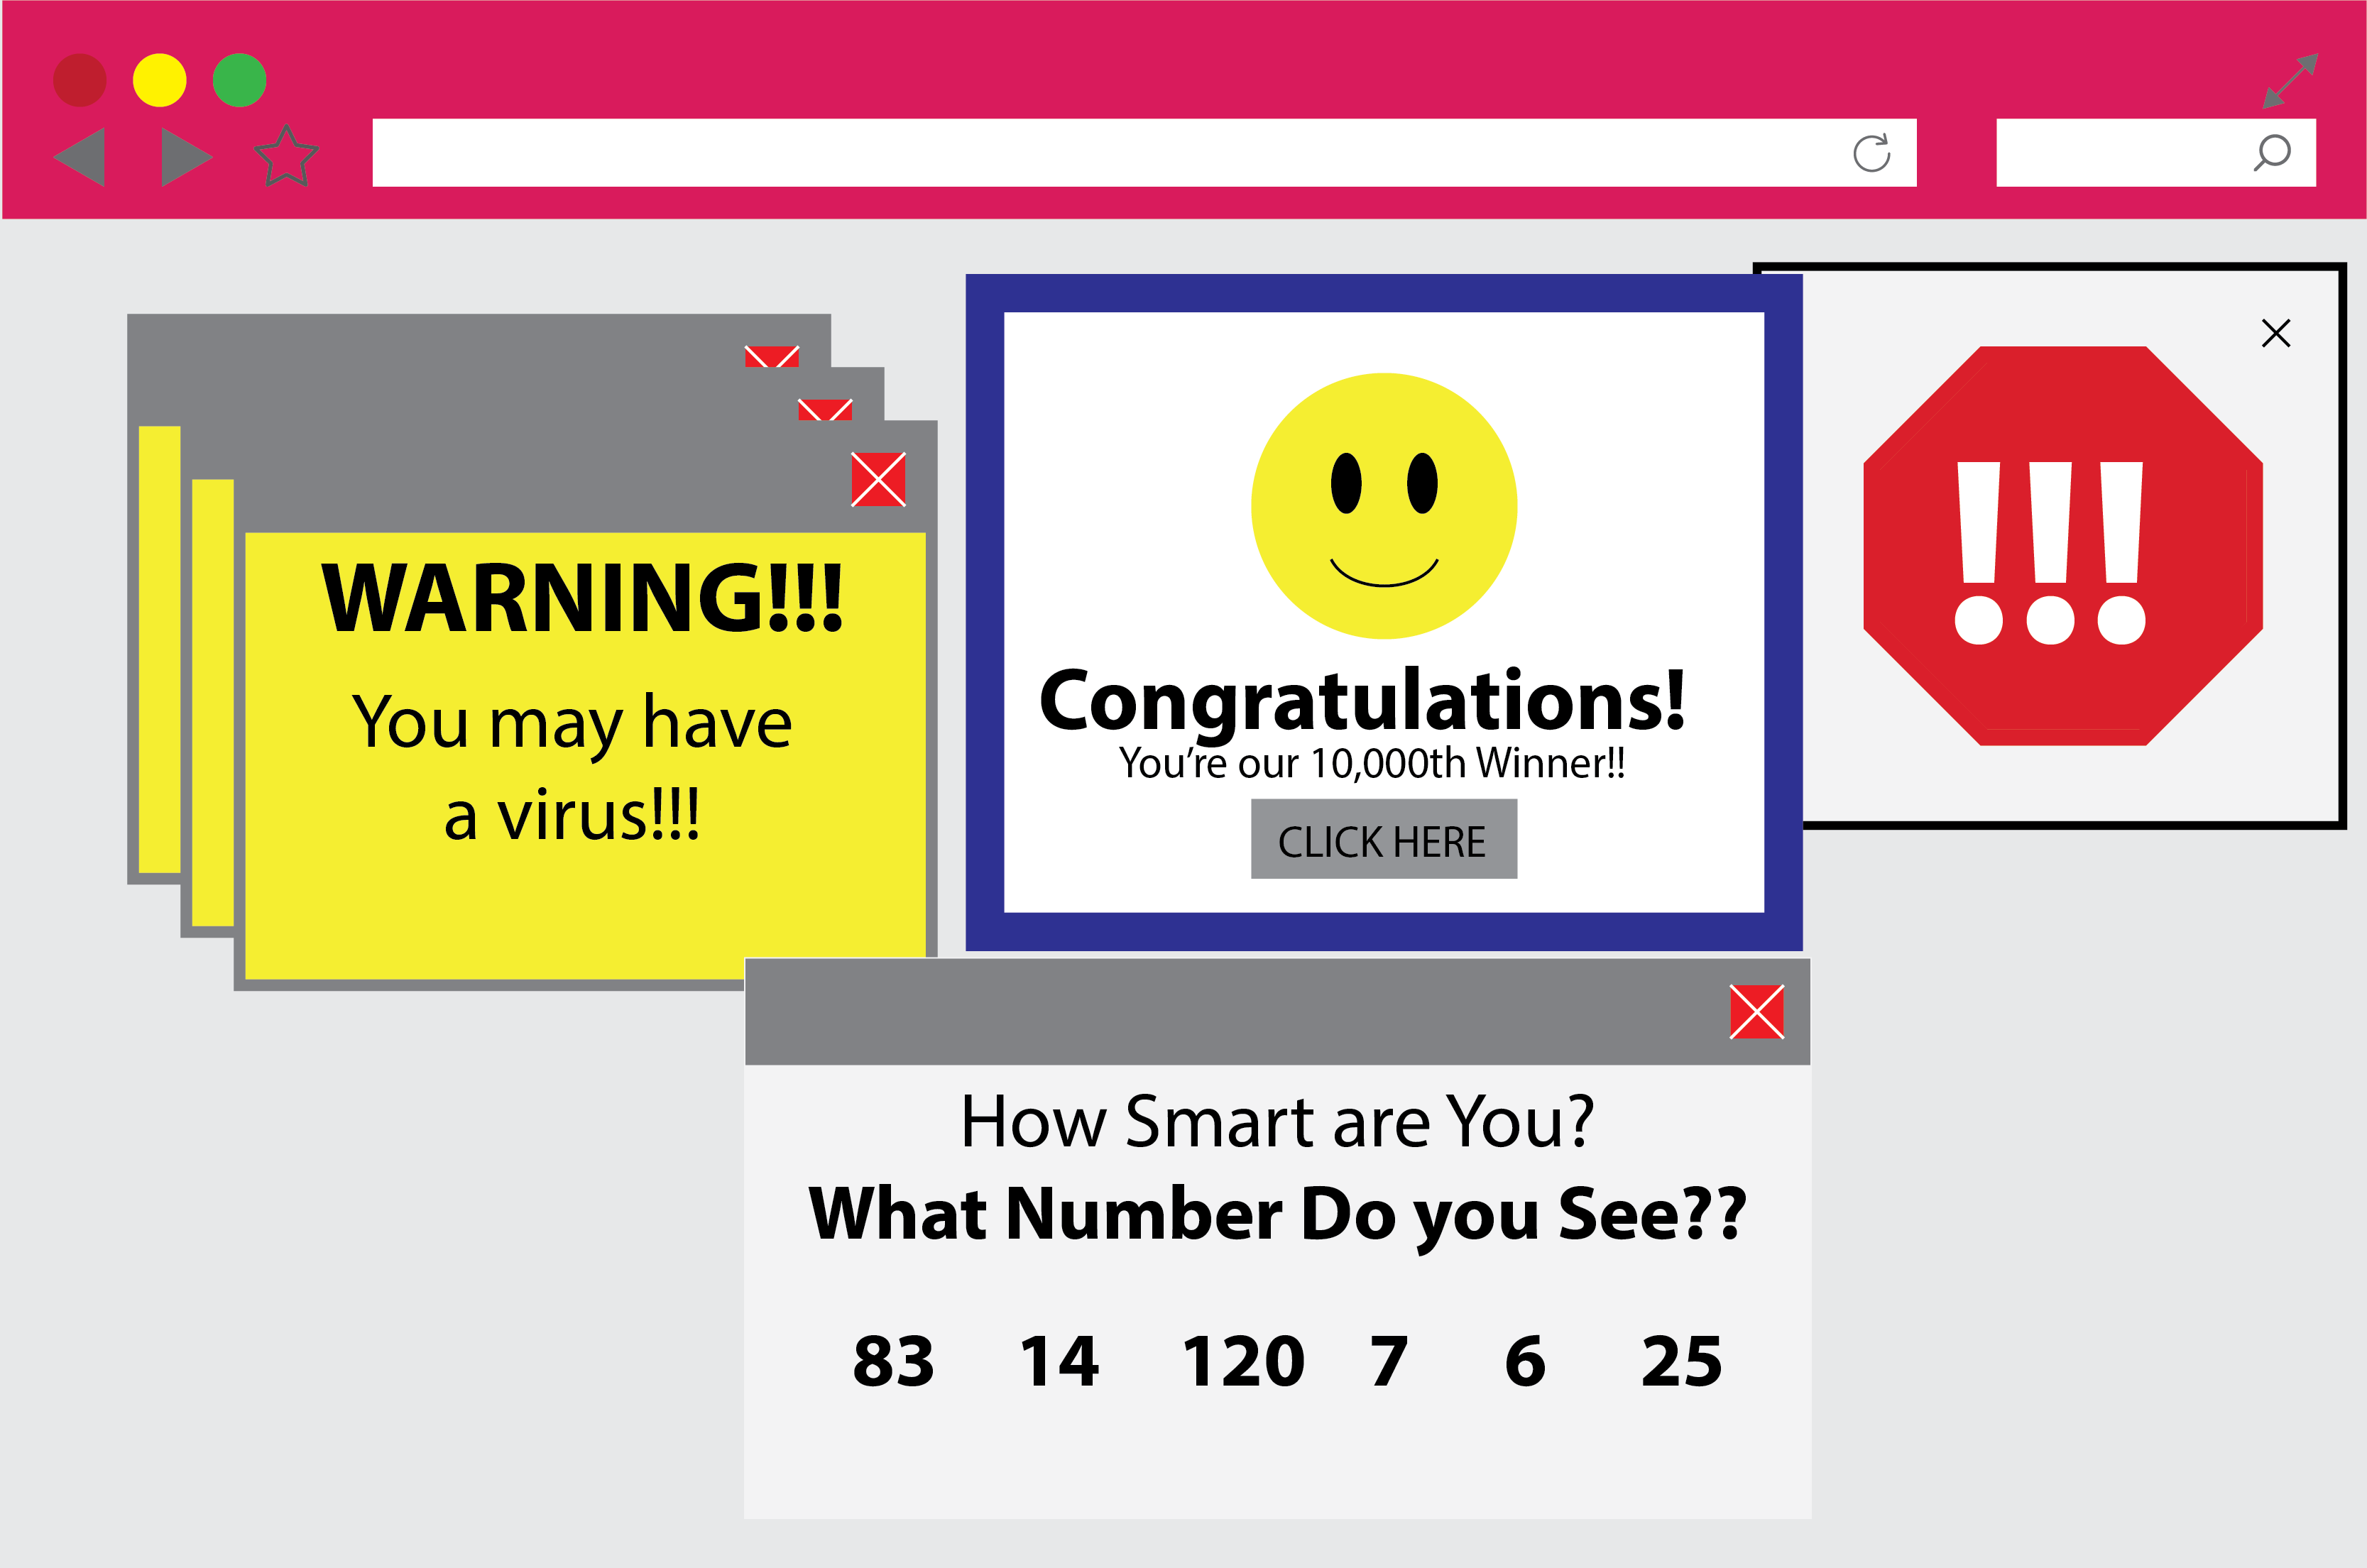 WARNING!!!
You may have
a virus!!!
Congratulations!
You're our 10,000th Winner!!
CLICK HERE
!!!
How Smart are You?
What Number Do you See??
83 14 120 7 6 25